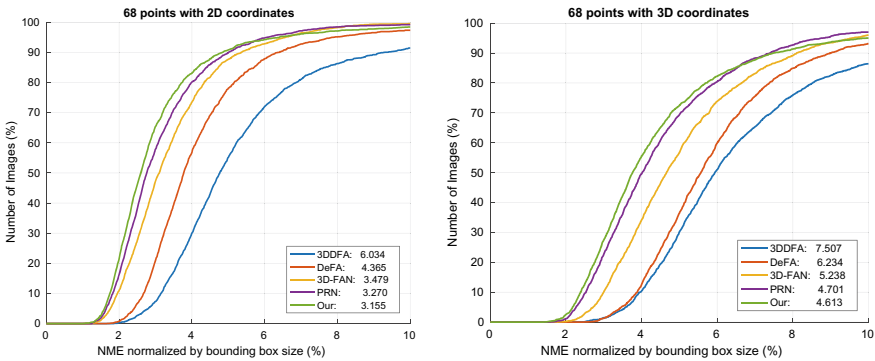 68 points with 2D coordinates
Number of Images (%)
100
90
80
70
60
50
40
30
20
10
0
3DDFA: 6.034
DeFA: 4.365
3D-FAN: 3.479
PRN: 3.270
Our: 3.155
0 2 4 6 8 10
NME normalized by bounding box size (%)
68 points with 3D coordinates
Number of Images (%)
100
90
80
70
60
50
40
30
20
10
0
3DDFA: 7.507
DeFA: 6.234
3D-FAN: 5.238
PRN: 4.701
Our: 4.613
0 2 4 6 8 10
NME normalized by bounding box size (%)